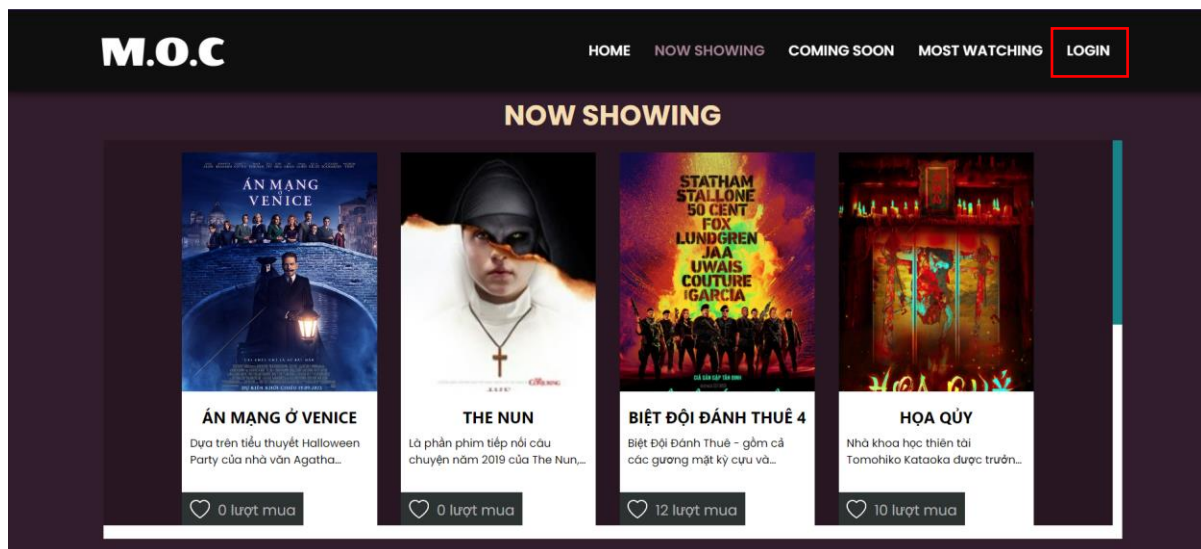 M.O.C
HOME NOW SHOWING COMING SOON MOST WATCHING LOGIN
NOW SHOWING
ÁN MẠNG
Ở
VENICE
STATHAM
STALLONE
50 CENT
FOX
LUNDGREN
JAA
UWAIS
COUTURE
AND GARCIA
HỌA QUỶ
ÁN MẠNG Ở VENICE
Dựa trên tiểu thuyết Halloween
Party của nhà văn Agatha...
0 lượt mua
THE NUN
Là phần phim tiếp nối câu
chuyện năm 2019 của The Nun,...
0 lượt mua
BIỆT ĐỘI ĐÁNH THUÊ 4
Biệt Đội Đánh Thuê - gồm cả
các gương mặt kỳ cựu và...
12 lượt mua
HỌA QỦY
Nhà khoa học thiên tài
Tomohiko Kataoka được trướn...
10 lượt mua